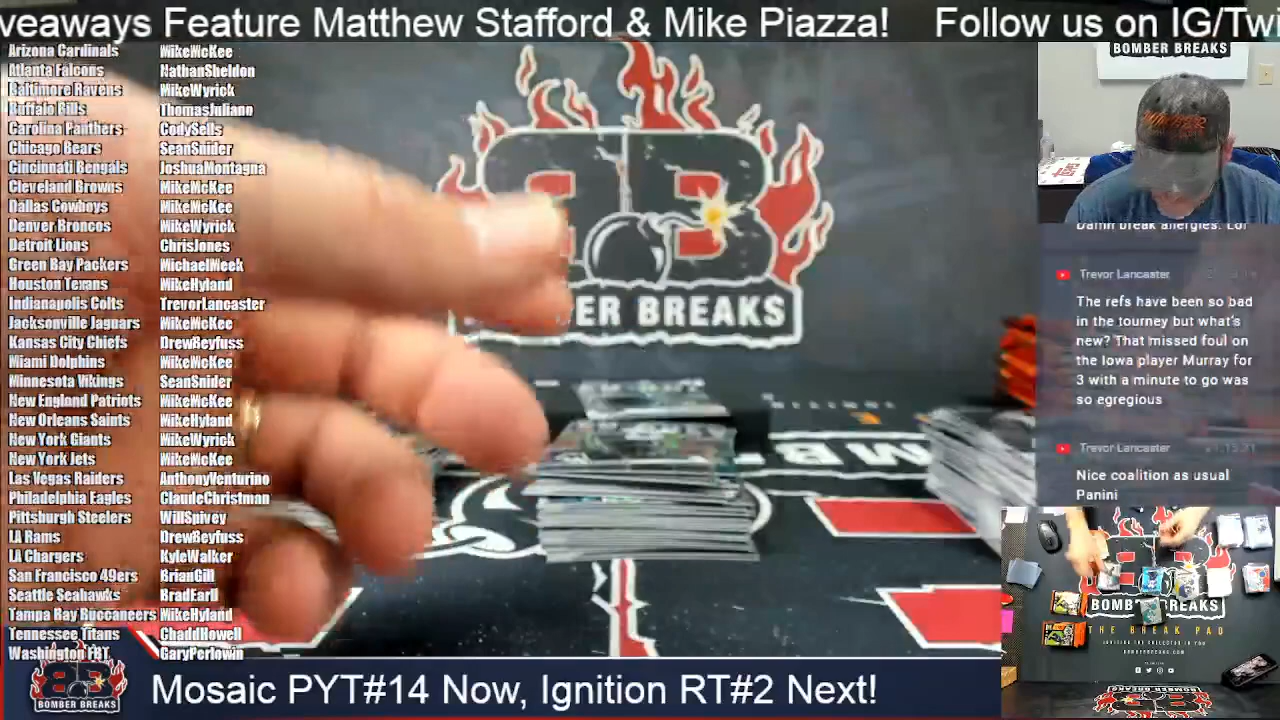 veaways Feature Matthew Stafford & Mike Piazza! Follow us on IG/Twi
Arizona Cardinals MikeMcKee
Atlanta Falcons NathanSheldon
Baltimore Ravens MikeWyrick
Buffalo Bills ThomasJuliano
Carolina Panthers CodySells
Chicago Bears SeanSnider
Cincinnati Bengals JoshuaMontagna
Cleveland Browns MikeMcKee
Dallas Cowboys MikeMcKee
Denver Broncos MikeWyrick
Detroit Lions ChrisJones
Green Bay Packers MichaelMeek
Houston Texans MikeHyland
Indianapolis Colts TrevorLancaster
Jacksonville Jaguars MikeMcKee
Kansas City Chiefs DrewBeyfuss
Miami Dolphins MikeMcKee
Minnesota Vikings SeanSnider
New England Patriots MikeMcKee
New Orleans Saints MikeHyland
New York Giants MikeWyrick
New York Jets MikeMcKee
Las Vegas Raiders AnthonyVenturino
Philadelphia Eagles ClaudeChristman
Pittsburgh Steelers WillSpivey
LA Rams DrewBeyfuss
LA Chargers KyleWalker
San Francisco 49ers BrianGill
Seattle Seahawks BradEarll
Tampa Bay Buccaneers MikeHyland
Tennessee Titans ChaddHowell
Washington FBT GaryPerlowin
ER BREAKS
BOMBER BREAKS
Damn break allergies. Lol
Trevor Lancaster
The refs have been so bad
in the tourney but what's
new? That missed foul on
the Iowa player Murray for
3 with a minute to go was
so egregious
Trevor Lancaster
Nice coalition as usual
Panini
BOMB BREAKS
THE BREAK PAD
BOMBER BREAKS
BOMBER BREAKS
Mosaic PYT#14 Now, Ignition RT#2 Next!